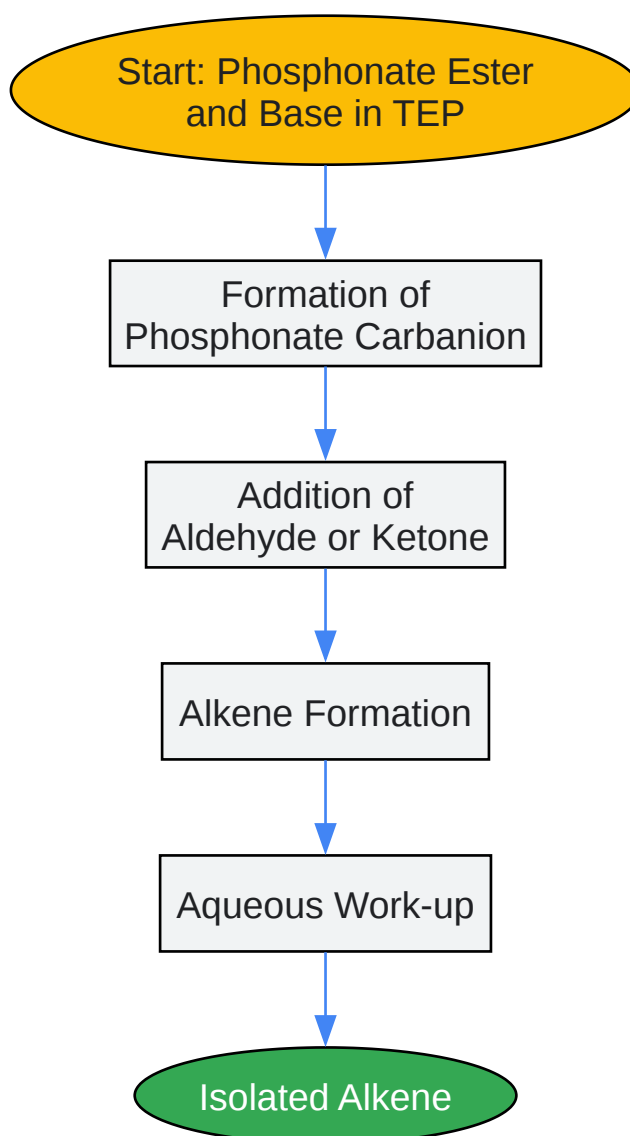 Start: Phosphonate Ester
and Base in TEP
Formation of
Phosphonate Carbanion
Addition of
Aldehyde or Ketone
Alkene Formation
Aqueous Work-up
Isolated Alkene